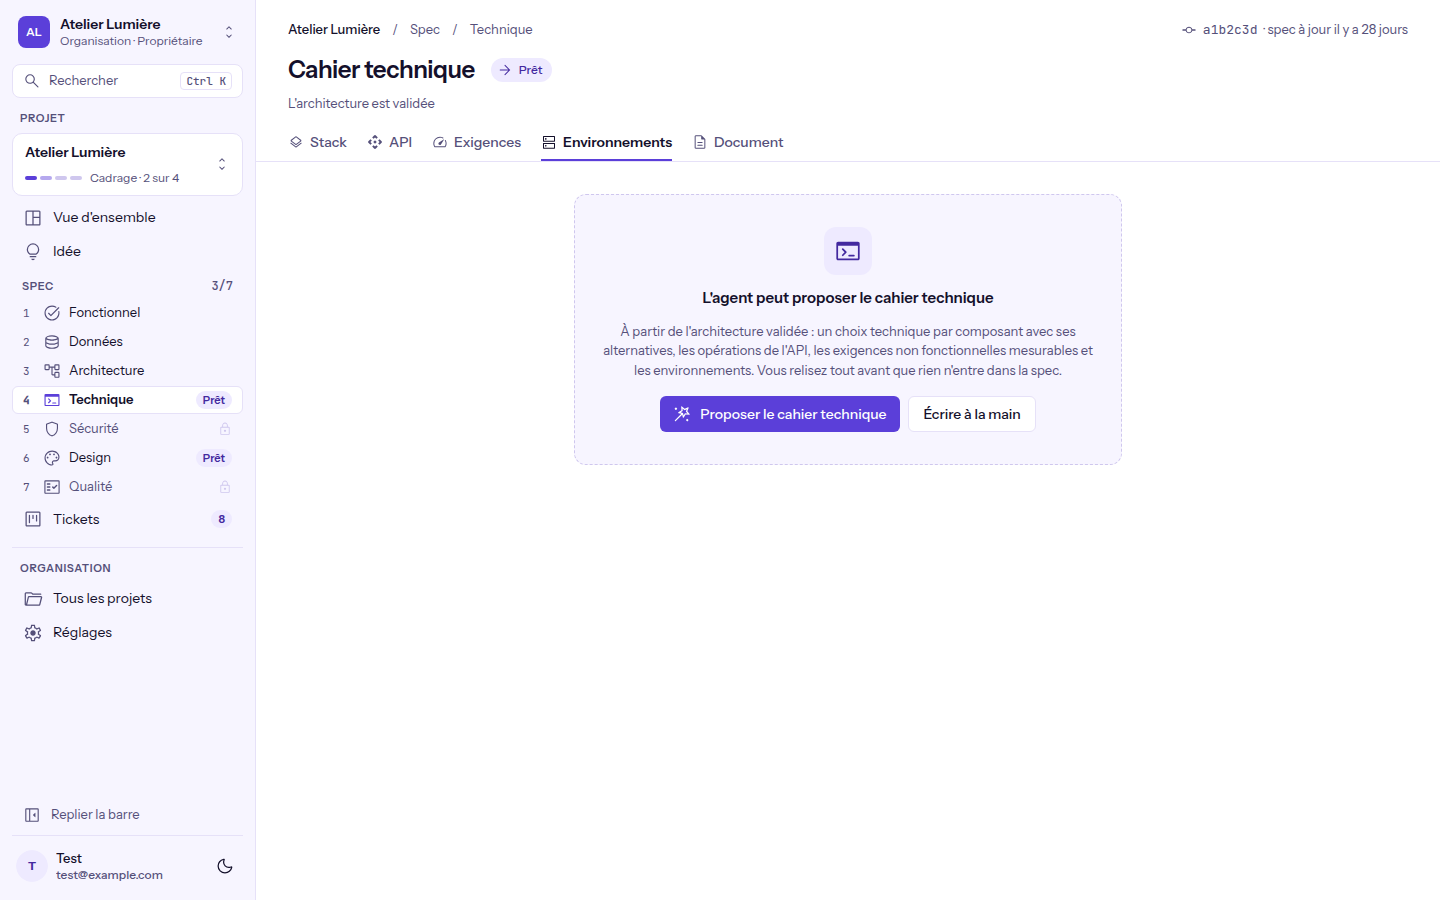 AL
Atelier Lumière
Organisation · Propriétaire
Rechercher
Ctrl K
PROJET
Atelier Lumière
Cadrage · 2 sur 4
Vue d'ensemble
Idée
SPEC 3/7
1 Fonctionnel
2 Données
3 Architecture
4 Technique Prêt
5 Sécurité
6 Design Prêt
7 Qualité
Tickets 8
ORGANISATION
Tous les projets
Réglages
Replier la barre
T
Test
test@example.com
Atelier Lumière / Spec / Technique
a1b2c3d · spec à jour il y a 28 jours
Cahier technique
Prêt
L'architecture est validée
Stack API Exigences Environnements Document
L'agent peut proposer le cahier technique
À partir de l'architecture validée : un choix technique par composant avec ses
alternatives, les opérations de l'API, les exigences non fonctionnelles mesurables et
les environnements. Vous relisez tout avant que rien n'entre dans la spec.
Proposer le cahier technique
Écrire à la main